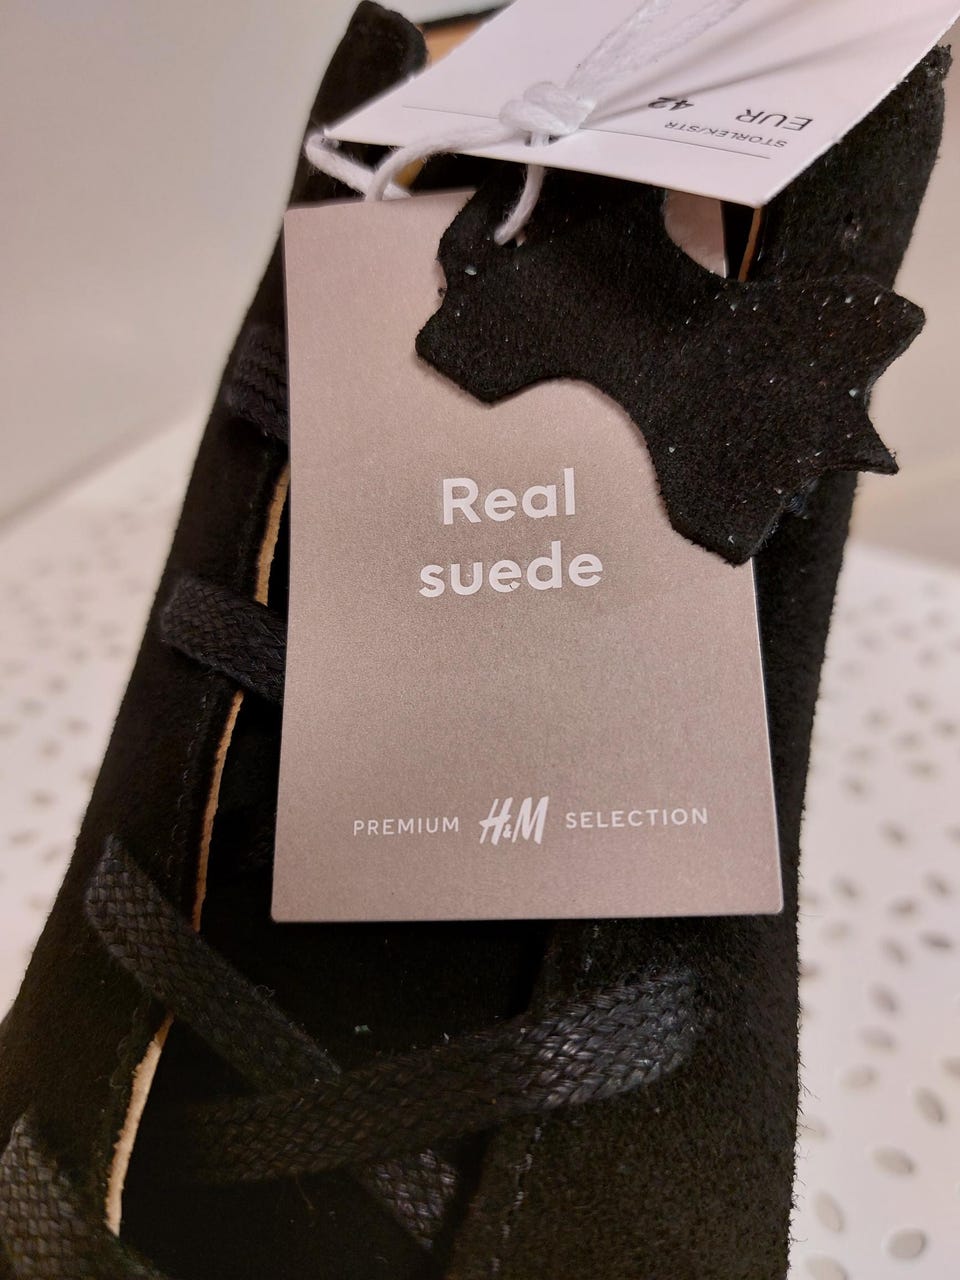 STORLEK/STR
EUR 42
Real
suede
PREMIUM H&M SELECTION